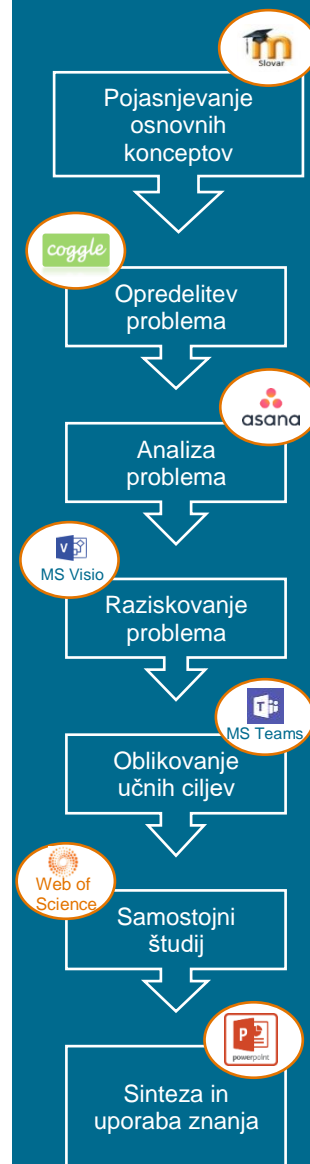 Slovar
Pojasnjevanje
osnovnih
konceptov
coggle
Opredelitev
problema
asana
Analiza
problema
MS Visio
Raziskovanje
problema
MS Teams
Oblikovanje
učnih ciljev
Web of
Science
Samostojni
študij
powerpoint
Sinteza in
uporaba znanja